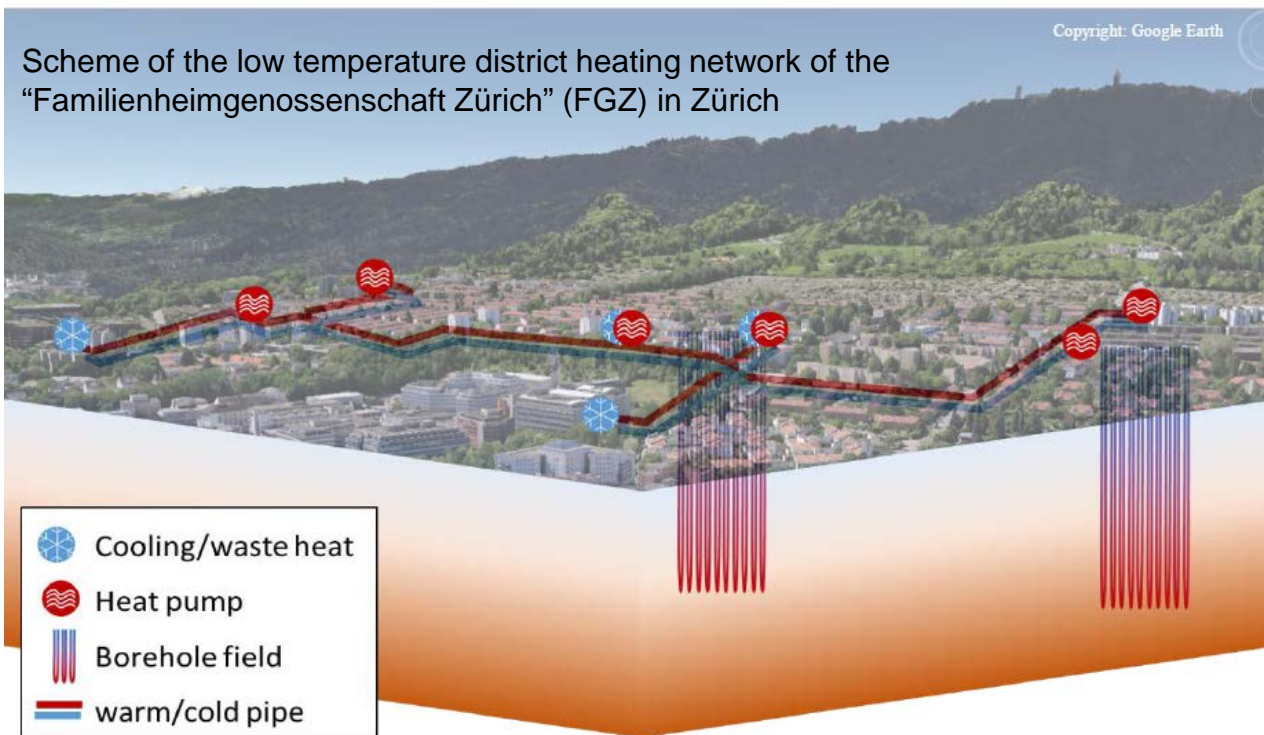 Copyright: Google Earth
Scheme of the low temperature district heating network of the
“Familienheimgenossenschaft Zürich” (FGZ) in Zürich
Cooling/waste heat
Heat pump
Borehole field
warm/cold pipe